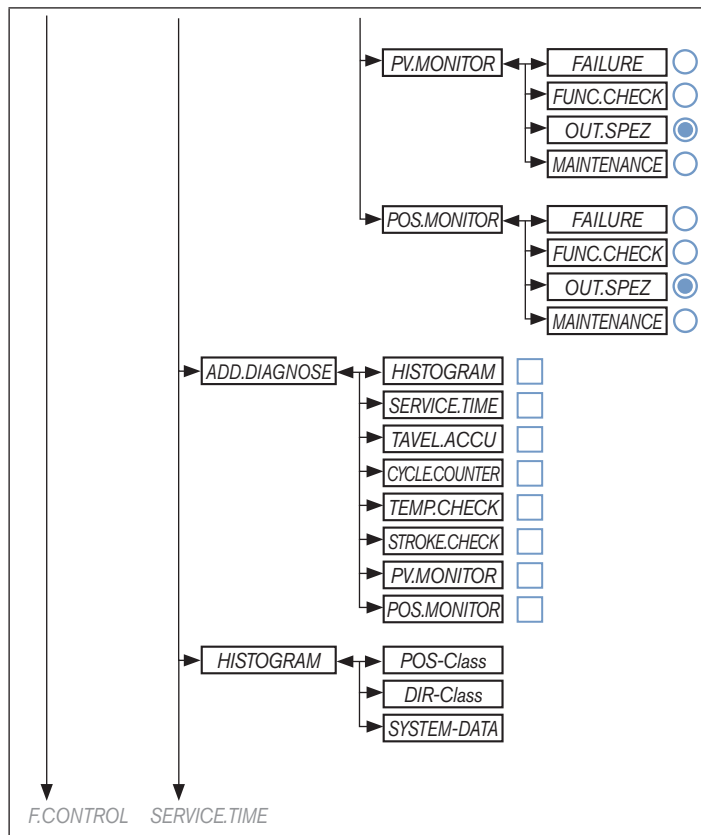 PV.MONITOR
FAILURE
FUNC.CHECK
OUT.SPEZ
MAINTENANCE
POS.MONITOR
FAILURE
FUNC.CHECK
OUT.SPEZ
MAINTENANCE
ADD.DIAGNOSE
HISTOGRAM
SERVICE.TIME
TAVEL.ACCU
CYCLE.COUNTER
TEMP.CHECK
STROKE.CHECK
PV.MONITOR
POS.MONITOR
HISTOGRAM
POS-Class
DIR-Class
SYSTEM-DATA
F.CONTROL SERVICE.TIME